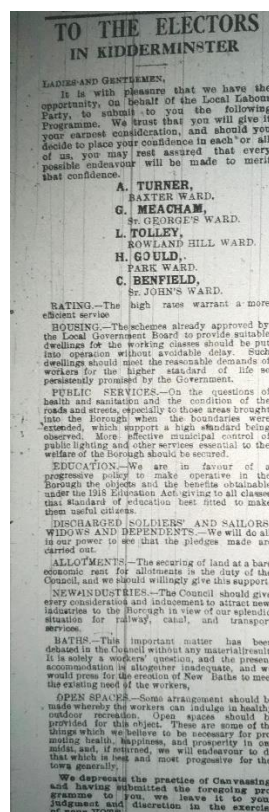 TO THE ELECTORS
IN KIDDERMINSTER
LADIES AND GENTLEMEN,
It is with pleasure that we have the
opportunity, on behalf of the Local Labour
Party, to submit to you the following
Programme. We trust that you will give it
your earnest consideration, and should you
decide to place your confidence in each or all
of us, you may rest assured that every
possible endeavour will be made to merit
that confidence.
A. TURNER,
BAXTER WARD.
G. MEACHAM,
ST. GEORGE'S WARD.
L. TOLLEY,
ROWLAND HILL WARD.
H. GOULD,
PARK WARD.
C. BENFIELD,
ST. JOHN'S WARD.
RATING.—The high rates warrant a more
efficient service
HOUSING.—The schemes already approved by
the Local Government Board to provide suitable
dwellings for the working classes should be put
into operation without avoidable delay. Such
dwellings should meet the reasonable demands of
workers for the higher standard of life so
persistently promised by the Government.
PUBLIC SERVICES.—On the questions of
health and sanitation and the condition of the
roads and streets, especially to those areas brought
into the Borough when the boundaries were
extended, which support a high standard being
observed. More effective municipal control of
public lighting and other services essential to the
welfare of the Borough should be secured.
EDUCATION.—We are in favour of a
progressive policy to make operative in the
Borough the objects and the benefits obtainable
under the 1918 Education Act giving to all classes
that standard of education best fitted to make
them useful citizens.
DISCHARGED SOLDIERS' AND SAILORS'
WIDOWS AND DEPENDENTS.—We will do all
in our power to see that the pledges made are
carried out.
ALLOTMENTS.—The securing of land at a bare
economic rent for allotments is the duty of the
Council, and we should willingly give this support
NEW INDUSTRIES.—The Council should give
every consideration and inducement to attract new
industries to the Borough in view of our splendid
situation for railway, canal, and transport
services.
BATHS.—This important matter has been
debated in the Council without any material result
It is solely a workers' question, and the present
accommodation is altogether inadequate, and we
would press for the erection of New Baths to meet
the existing need of the workers,
OPEN SPACES.—Some arrangement should be
made whereby the workers can indulge in healthy
outdoor recreation. Open spaces should be
provided for this object. These are some of the
things which we believe to be necessary for pro
moting health, happiness, and prosperity in our
midst, and, if returned, we will endeavour to do
that which is best and most progressive for the
town generally,
We deprecate the practice of Canvassing
and having submitted the foregoing pro
gramme to you, we leave it to your
judgment and discretion in the exercise